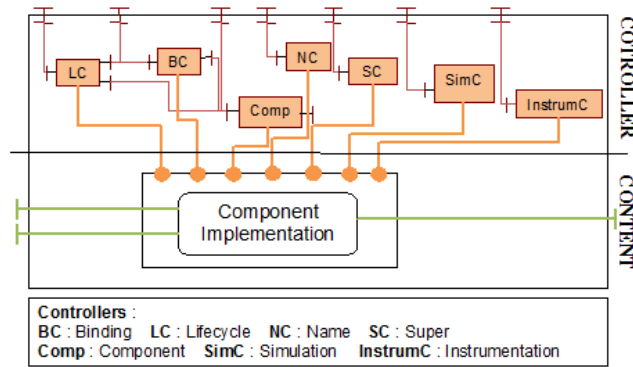 COTROLLER
LC
BC
NC
SC
SimC
Comp
InstrumC
CONTENT
Component
Implementation
Controllers :
BC : Binding LC : Lifecycle NC : Name SC : Super
Comp : Component SimC : Simulation InstrumC : Instrumentation